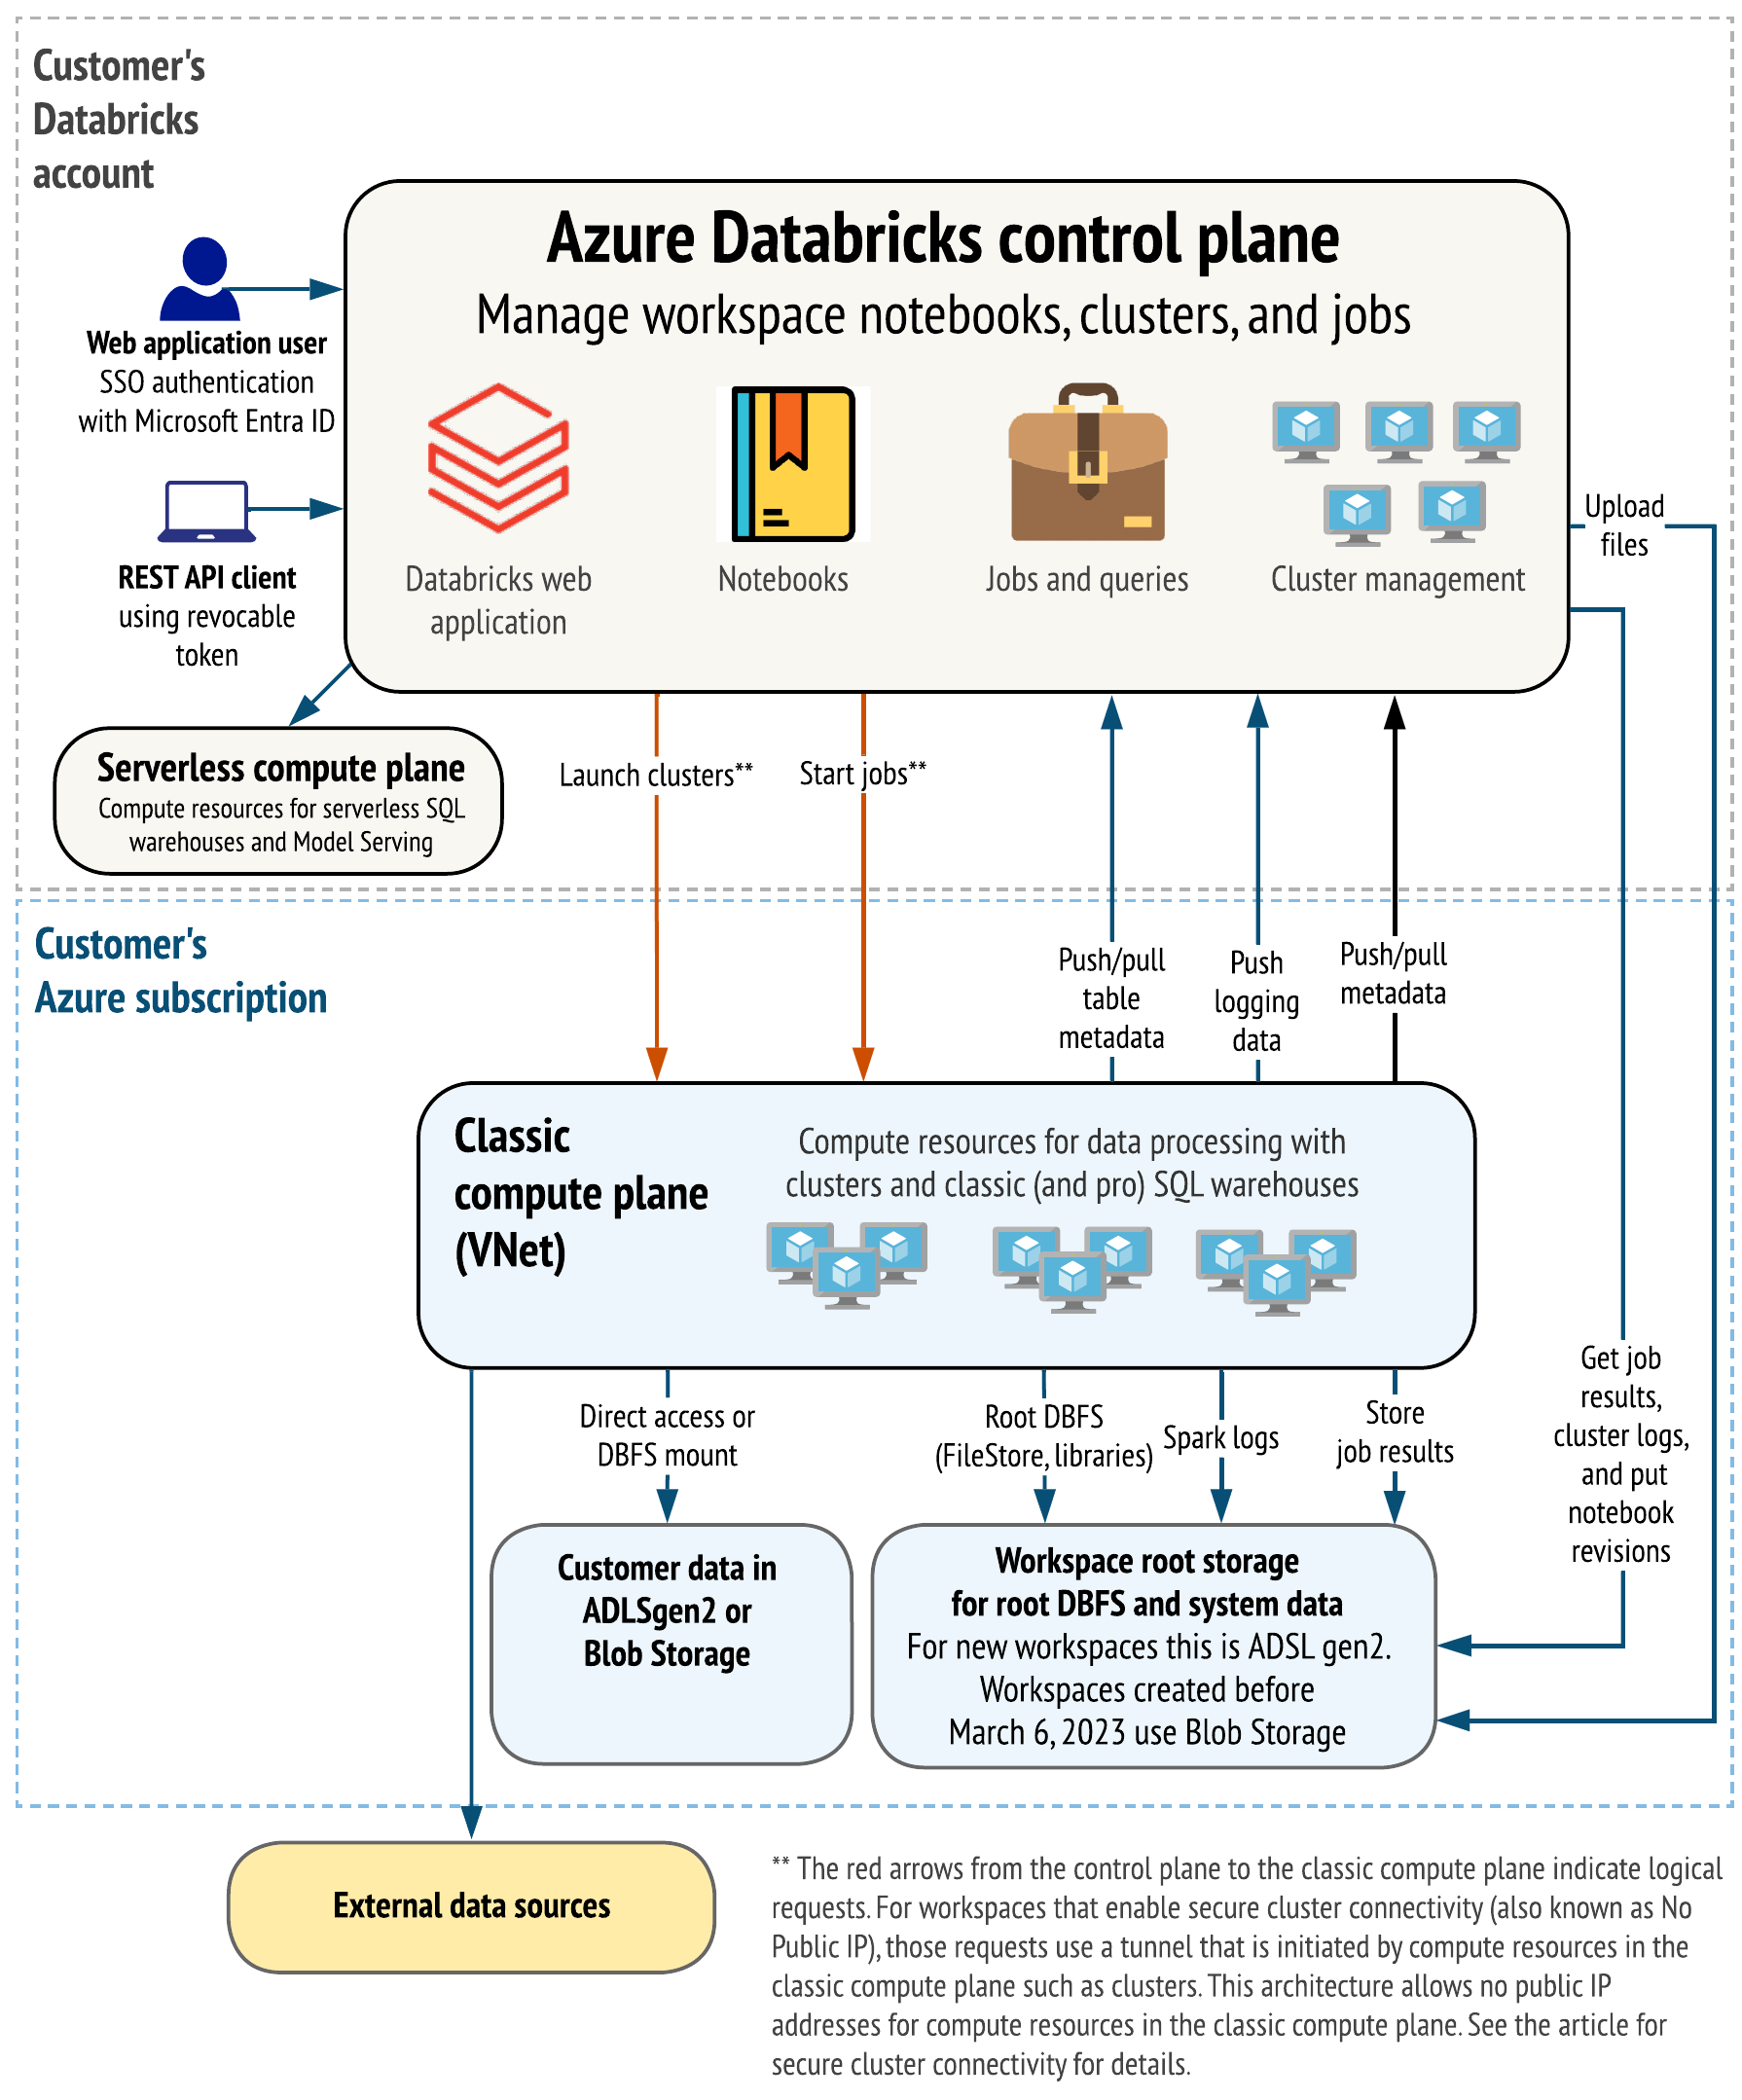 Customer's
Databricks
account
Azure Databricks control plane
Manage workspace notebooks, clusters, and jobs
Web application user
SSO authentication
with Microsoft Entra ID
REST API client
using revocable
token
Databricks web
application
Notebooks
Jobs and queries
Cluster management
Upload
files
Serverless compute plane
Compute resources for serverless SQL
warehouses and Model Serving
Launch clusters**
Start jobs**
Customer's
Azure subscription
Push/pull
table
metadata
Push
logging
data
Push/pull
metadata
Classic
compute plane
(VNet)
Compute resources for data processing with
clusters and classic (and pro) SQL warehouses
Direct access or
DBFS mount
Root DBFS
(FileStore, libraries)
Spark logs
Store
job results
Get job
results,
cluster logs,
and put
notebook
revisions
Customer data in
ADLSgen2 or
Blob Storage
Workspace root storage
for root DBFS and system data
For new workspaces this is ADSL gen2.
Workspaces created before
March 6, 2023 use Blob Storage
External data sources
** The red arrows from the control plane to the classic compute plane indicate logical
requests. For workspaces that enable secure cluster connectivity (also known as No
Public IP), those requests use a tunnel that is initiated by compute resources in the
classic compute plane such as clusters. This architecture allows no public IP
addresses for compute resources in the classic compute plane. See the article for
secure cluster connectivity for details.